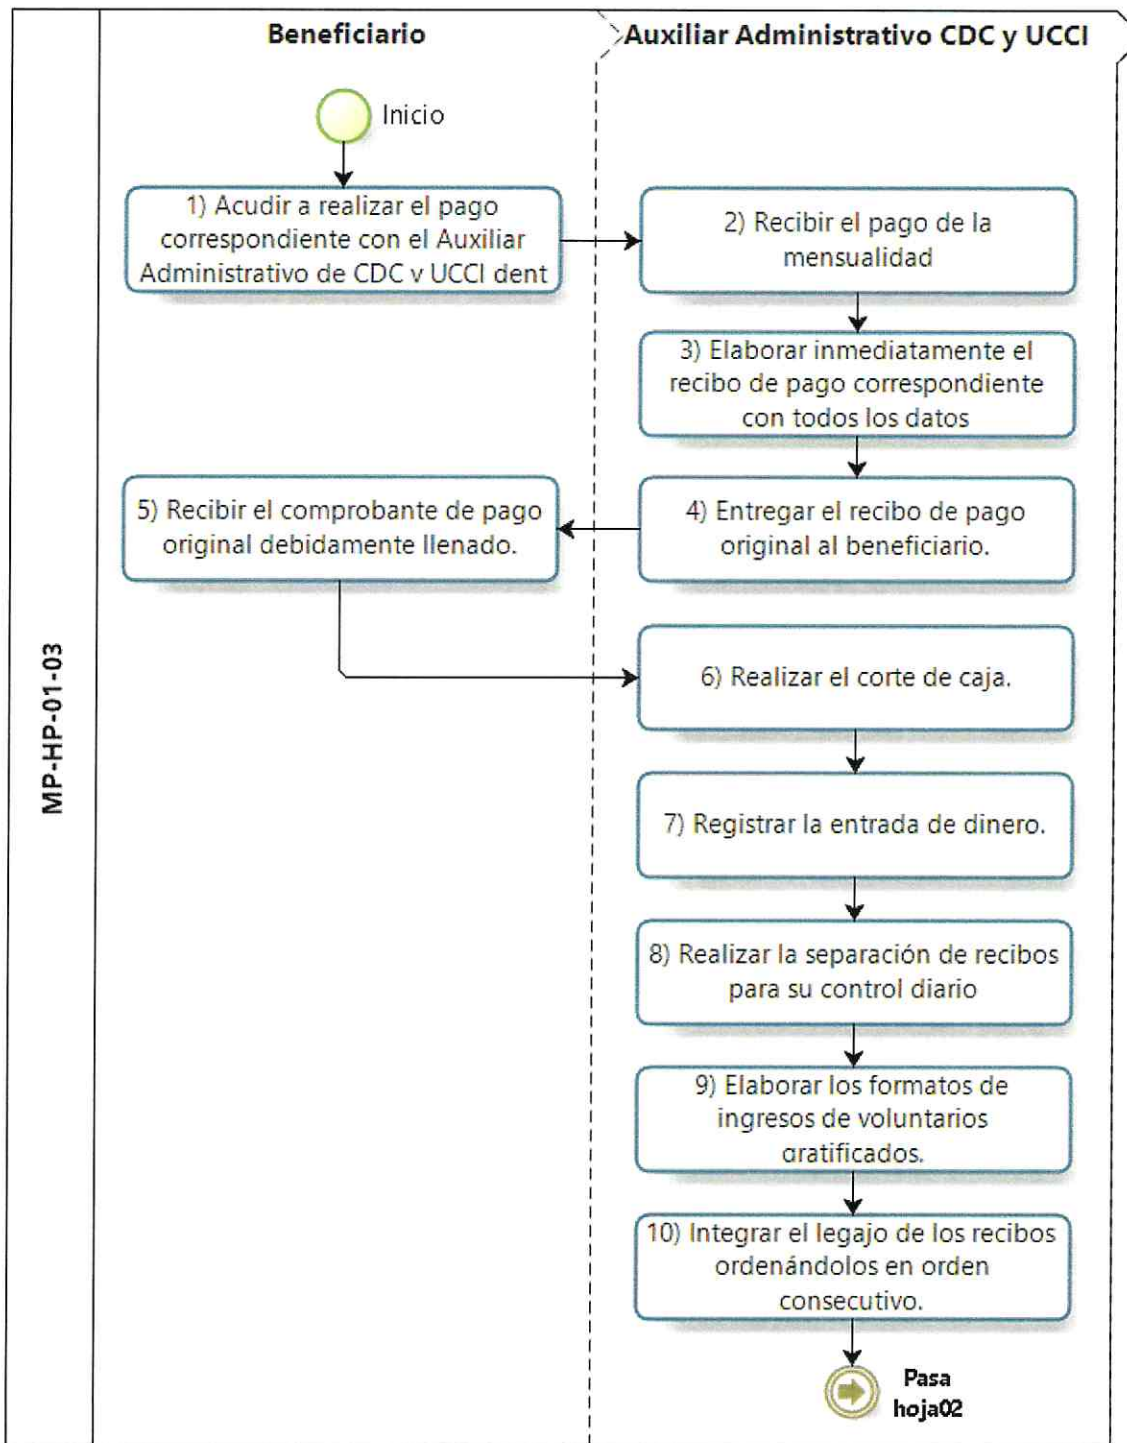 Beneficiario
Auxiliar Administrativo CDC y UCCI
Inicio
1) Acudir a realizar el pago
correspondiente con el Auxiliar
Administrativo de CDC y UCCI dent
2) Recibir el pago de la
mensualidad
3) Elaborar inmediatamente el
recibo de pago correspondiente
con todos los datos
4) Entregar el recibo de pago
original al beneficiario.
5) Recibir el comprobante de pago
original debidamente llenado.
6) Realizar el corte de caja.
MP-HP-01-03
7) Registrar la entrada de dinero.
8) Realizar la separación de recibos
para su control diario
9) Elaborar los formatos de
ingresos de voluntarios
gratificados.
10) Integrar el legajo de los recibos
ordenándolos en orden
consecutivo.
Pasa
hoja02